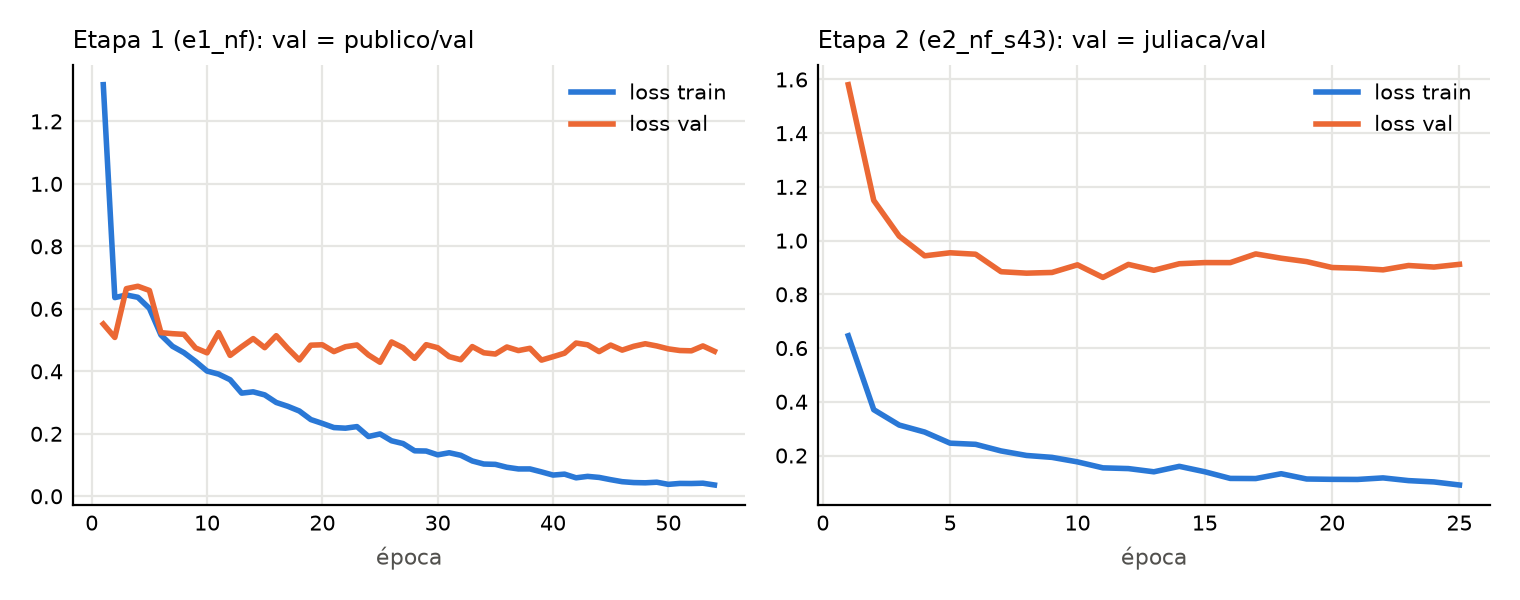 Etapa 1 (e1_nf): val = publico/val
loss train
loss val
1.2
1.0
0.8
0.6
0.4
0.2
0.0
0 10 20 30 40 50
época
Etapa 2 (e2_nf_s43): val = juliaca/val
loss train
loss val
1.6
1.4
1.2
1.0
0.8
0.6
0.4
0.2
0 5 10 15 20 25
época